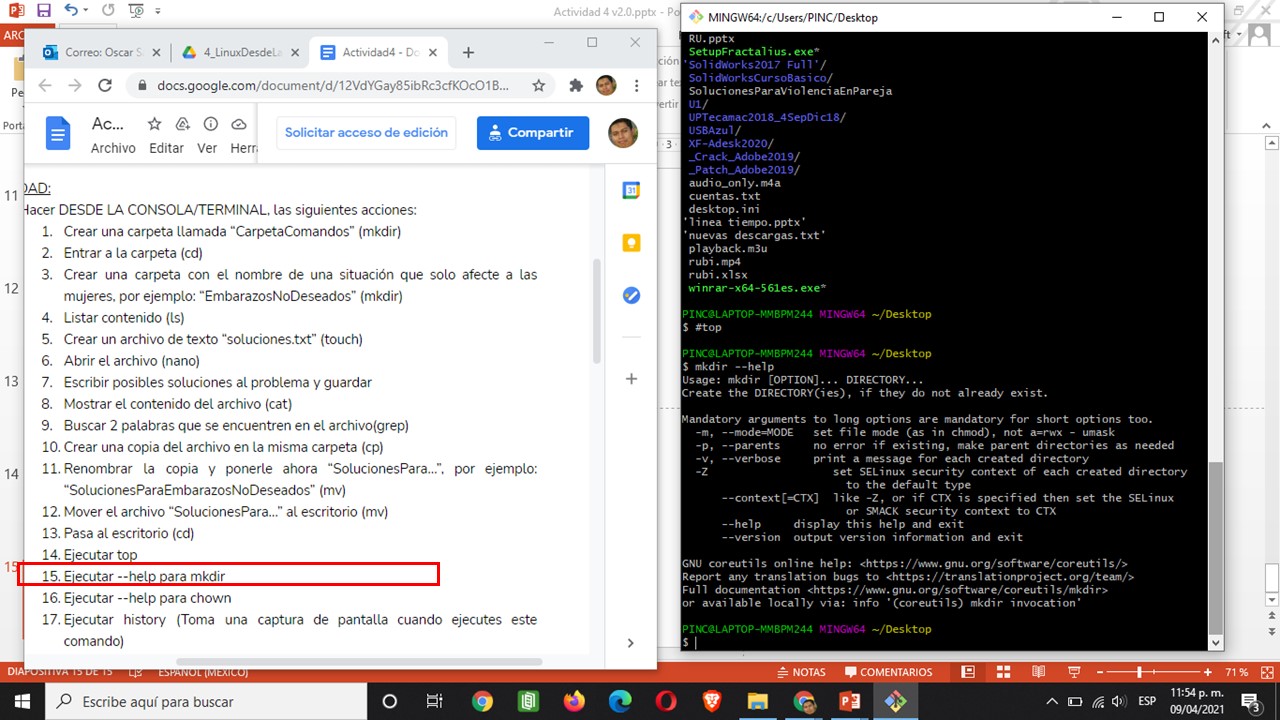 Actividad 4 v2.0.pptx - Po
ARC
Correo: Oscar S
4_LinuxDesdeL
Actividad4 - Do
docs.google.com/document/d/12VdYGay85ibRc3cfKOcO1B...
Ac...
Archivo Editar Ver Herra
Solicitar acceso de edición
Compartir
DAD:
Hacer DESDE LA CONSOLA/TERMINAL, las siguientes acciones:
1. Crear una carpeta llamada “CarpetaComandos” (mkdir)
2. Entrar a la carpeta (cd)
3. Crear una carpeta con el nombre de una situación que solo afecte a las
mujeres, por ejemplo: “EmbarazosNoDeseados” (mkdir)
4. Listar contenido (ls)
5. Crear un archivo de texto “soluciones.txt” (touch)
6. Abrir el archivo (nano)
7. Escribir posibles soluciones al problema y guardar
8. Mostrar el contenido del archivo (cat)
9. Buscar 2 palabras que se encuentren en el archivo(grep)
10. Crear uno opia del archivo en la misma carpeta (cp)
11. Renombrar la copia y ponerle ahora “SolucionesPara...”, por ejemplo:
“SolucionesParaEmbarazosNoDeseados” (mv)
12. Mover el archivo “SolucionesPara...” al escritorio (mv)
13. Pasa al escritorio (cd)
14. Ejecutar top
15. Ejecutar --help para mkdir
16. Ejecutar --help para chown
17. Ejecutar history (Toma una captura de pantalla cuando ejecutes este
comando)
11
12
13
14
15
MINGW64:/c/Users/PINC/Desktop
RU.pptx
SetupFractalius.exe*
'SolidWorks2017 Full'/
SolidWorksCursoBasico/
SolucionesParaViolenciaEnPareja
U1/
UPTecamac2018_4SepDic18/
USBAzul/
XF-Adesk2020/
_Crack_Adobe2019/
_Patch_Adobe2019/
audio_only.m4a
cuentas.txt
desktop.ini
'linea tiempo.pptx'
'nuevas descargas.txt'
playback.m3u
rubi.mp4
rubi.xlsx
winrar-x64-561es.exe*
PINC@LAPTOP-MMBPM244 MINGW64 ~/Desktop
$ #top
PINC@LAPTOP-MMBPM244 MINGW64 ~/Desktop
$ mkdir --help
Usage: mkdir [OPTION]... DIRECTORY...
Create the DIRECTORY(ies), if they do not already exist.
Mandatory arguments to long options are mandatory for short options too.
-m, --mode=MODE set file mode (as in chmod), not a=rwx - umask
-p, --parents no error if existing, make parent directories as needed
-v, --verbose print a message for each created directory
-Z set SELinux security context of each created directory
to the default type
--context[=CTX] like -Z, or if CTX is specified then set the SELinux
or SMACK security context to CTX
--help display this help and exit
--version output version information and exit
GNU coreutils online help: <https://www.gnu.org/software/coreutils/>
Report any translation bugs to <https://translationproject.org/team/>
Full documentation <https://www.gnu.org/software/coreutils/mkdir>
or available locally via: info '(coreutils) mkdir invocation'
PINC@LAPTOP-MMBPM244 MINGW64 ~/Desktop
$
DIAPOSITIVA 15 DE 15 ESPAÑOL (MÉXICO) NOTAS COMENTARIOS 71 %
Escribe aquí para buscar
ESP
11:54 p. m.
09/04/2021
3